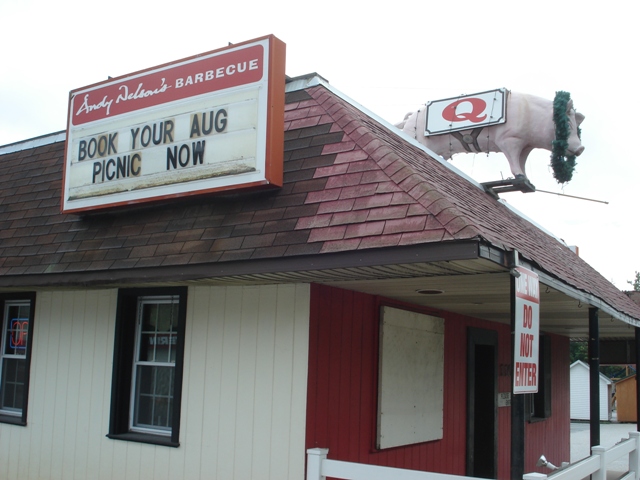 Andy Nelson's BARBECUE
BOOK YOUR AUG
PICNIC NOW
Q
DO
NOT
ENTER